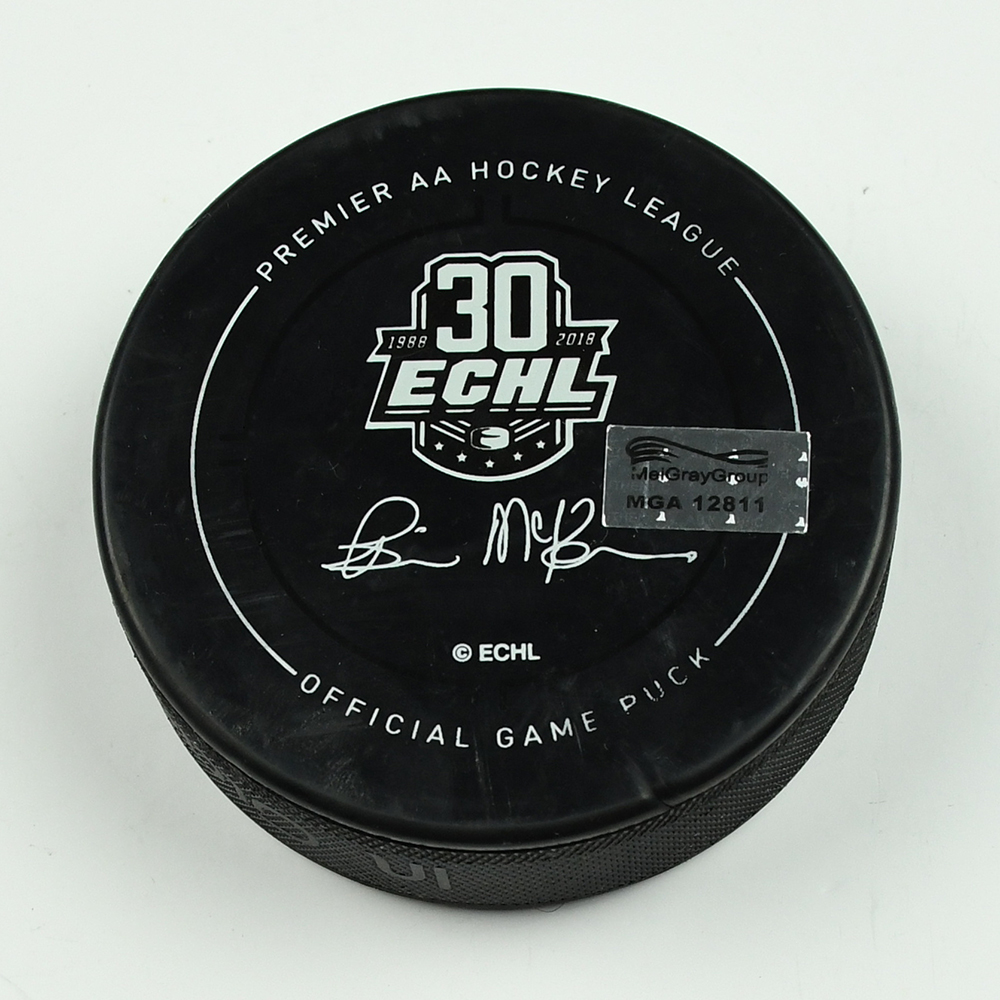 PREMIER AA HOCKEY LEAGUE
30
1988 2018
ECHL
MeiGrayGroup
MGA 12811
© ECHL
OFFICIAL GAME PUCK